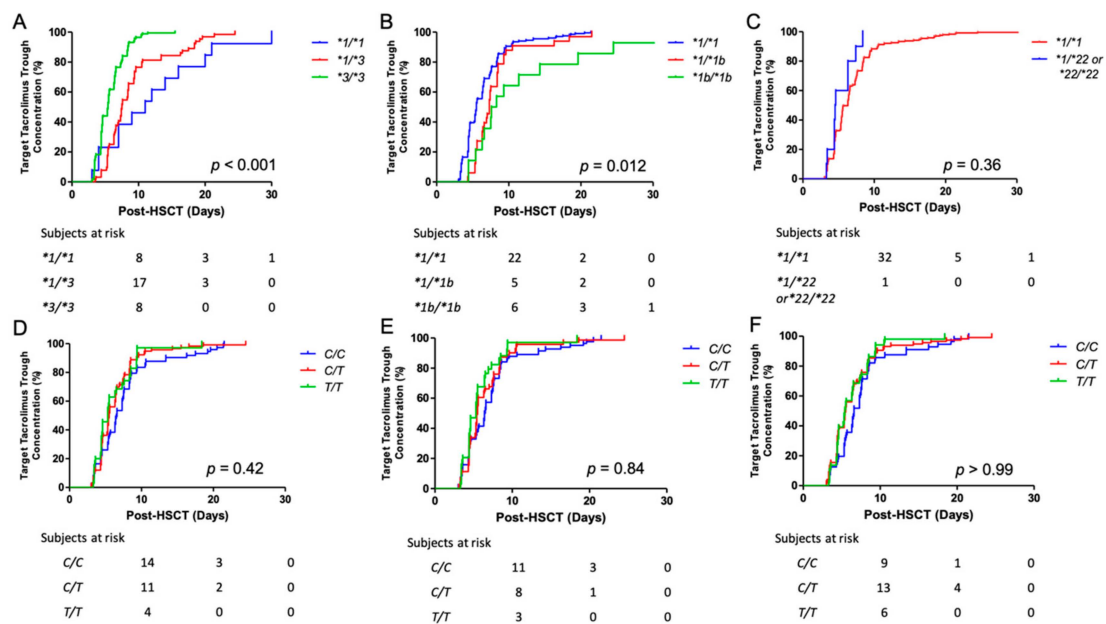 A
Target Tacrolimus Trough
Concentration (%)
100
80
60
40
20
0
0 10 20 30
Post-HSCT (Days)
*1/*1
*1/*3
*3/*3
p < 0.001
Subjects at risk
*1/*1 8 3 1
*1/*3 17 3 0
*3/*3 8 0 0
B
Target Tacrolimus Trough
Concentration (%)
100
80
60
40
20
0
0 10 20 30
Post-HSCT (Days)
*1/*1
*1/*1b
*1b/*1b
p = 0.012
Subjects at risk
*1/*1 22 2 0
*1/*1b 5 2 0
*1b/*1b 6 3 1
C
Target Tacrolimus Trough
Concentration (%)
100
80
60
40
20
0
0 10 20 30
Post-HSCT (Days)
*1/*1
*1/*22 or
*22/*22
p = 0.36
Subjects at risk
*1/*1 32 5 1
*1/*22 1 0 0
or*22/*22
D
Target Tacrolimus Trough
Concentration (%)
100
80
60
40
20
0
0 10 20 30
Post-HSCT (Days)
C/C
C/T
T/T
p = 0.42
Subjects at risk
C/C 14 3 0
C/T 11 2 0
T/T 4 0 0
E
Target Tacrolimus Trough
Concentration (%)
100
80
60
40
20
0
0 10 20 30
Post-HSCT (Days)
C/C
C/T
T/T
p = 0.84
Subjects at risk
C/C 11 3 0
C/T 8 1 0
T/T 3 0 0
F
Target Tacrolimus Trough
Concentration (%)
100
80
60
40
20
0
0 10 20 30
Post-HSCT (Days)
C/C
C/T
T/T
p > 0.99
Subjects at risk
C/C 9 1 0
C/T 13 4 0
T/T 6 0 0